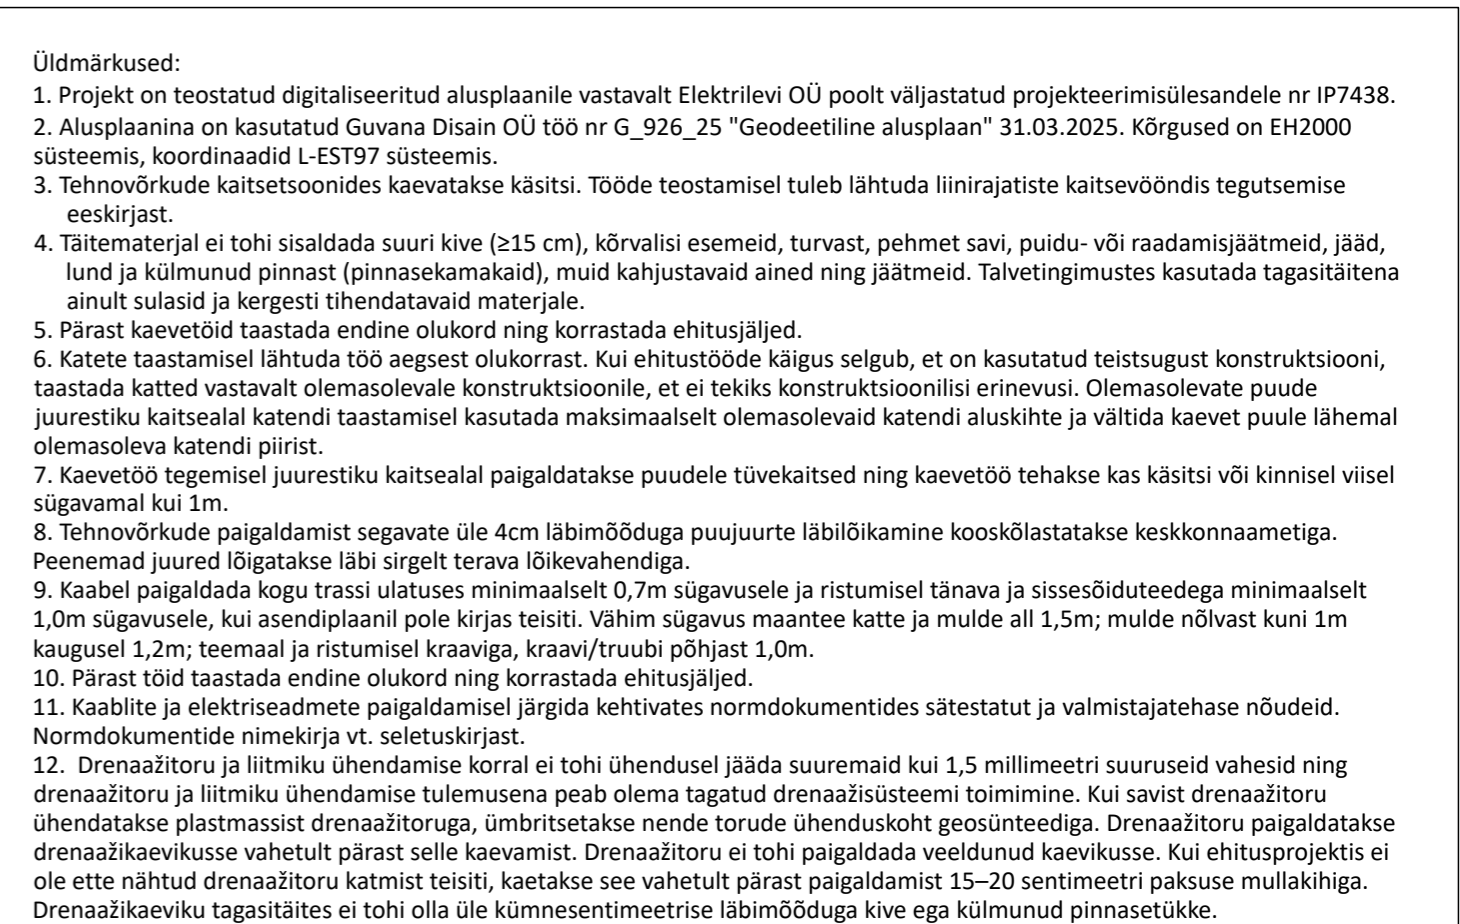 Üldmärkused:
1. Projekt on teostatud digitaliseeritud alusplaanile vastavalt Elektrilevi OÜ poolt väljastatud projekteerimisülesandele nr IP7438.
2. Alusplaanina on kasutatud Guvana Disain OÜ töö nr G_926_25 "Geodeetiline alusplaan" 31.03.2025. Kõrgused on EH2000
süsteemis, koordinaadid L-EST97 süsteemis.
3. Tehnovõrkude kaitsetsoonides kaevatakse käsitsi. Tööde teostamisel tuleb lähtuda liinirajatiste kaitsevööndis tegutsemise
eeskirjast.
4. Täitematerjal ei tohi sisaldada suuri kive (≥15 cm), kõrvalisi esemeid, turvast, pehmet savi, puidu- või raadamisjäätmeid, jääd,
lund ja külmunud pinnast (pinnasekamakaid), muid kahjustavaid ained ning jäätmeid. Talvetingimustes kasutada tagasitäitena
ainult sulasid ja kergesti tihendatavaid materjale.
5. Pärast kaevetöid taastada endine olukord ning korrastada ehitusjäljed.
6. Katete taastamisel lähtuda töö aegsest olukorrast. Kui ehitustööde käigus selgub, et on kasutatud teistsugust konstruktsiooni,
taastada katted vastavalt olemasolevale konstruktsioonile, et ei tekiks konstruktsioonilisi erinevusi. Olemasolevate puude
juurestiku kaitsealal katendi taastamisel kasutada maksimaalselt olemasolevaid katendi aluskihte ja vältida kaevet puule lähemal
olemasoleva katendi piirist.
7. Kaevetöö tegemisel juurestiku kaitsealal paigaldatakse puudele tüvekaitsed ning kaevetöö tehakse kas käsitsi või kinnisel viisel
sügavamal kui 1m.
8. Tehnovõrkude paigaldamist segavate üle 4cm läbimõõduga puujuurte läbilõikamine kooskõlastatakse keskkonnaametiga.
Peenemad juured lõigatakse läbi sirgelt terava lõikevahendiga.
9. Kaabel paigaldada kogu trassi ulatuses minimaalselt 0,7m sügavusele ja ristumisel tänava ja sissesõiduteedega minimaalselt
1,0m sügavusele, kui asendiplaanil pole kirjas teisiti. Vähim sügavus maantee katte ja mulde all 1,5m; mulde nõlvast kuni 1m
kaugusel 1,2m; teemaal ja ristumisel kraaviga, kraavi/truubi põhjast 1,0m.
10. Pärast töid taastada endine olukord ning korrastada ehitusjäljed.
11. Kaablite ja elektriseadmete paigaldamisel järgida kehtivates normdokumentides sätestatut ja valmistajatehase nõudeid.
Normdokumentide nimekirja vt. seletuskirjast.
12.  Drenaažitoru ja liitmiku ühendamise korral ei tohi ühendusel jääda suuremaid kui 1,5 millimeetri suuruseid vahesid ning
drenaažitoru ja liitmiku ühendamise tulemusena peab olema tagatud drenaažisüsteemi toimimine. Kui savist drenaažitoru
ühendatakse plastmassist drenaažitoruga, ümbritsetakse nende torude ühenduskoht geosünteediga. Drenaažitoru paigaldatakse
drenaažikaevikusse vahetult pärast selle kaevamist. Drenaažitoru ei tohi paigaldada veeldunud kaevikusse. Kui ehitusprojektis ei
ole ette nähtud drenaažitoru katmist teisiti, kaetakse see vahetult pärast paigaldamist 15–20 sentimeetri paksuse mullakihiga.
Drenaažikaeviku tagasitäites ei tohi olla üle kümnesentimeetrise läbimõõduga kive ega külmunud pinnasetükke.